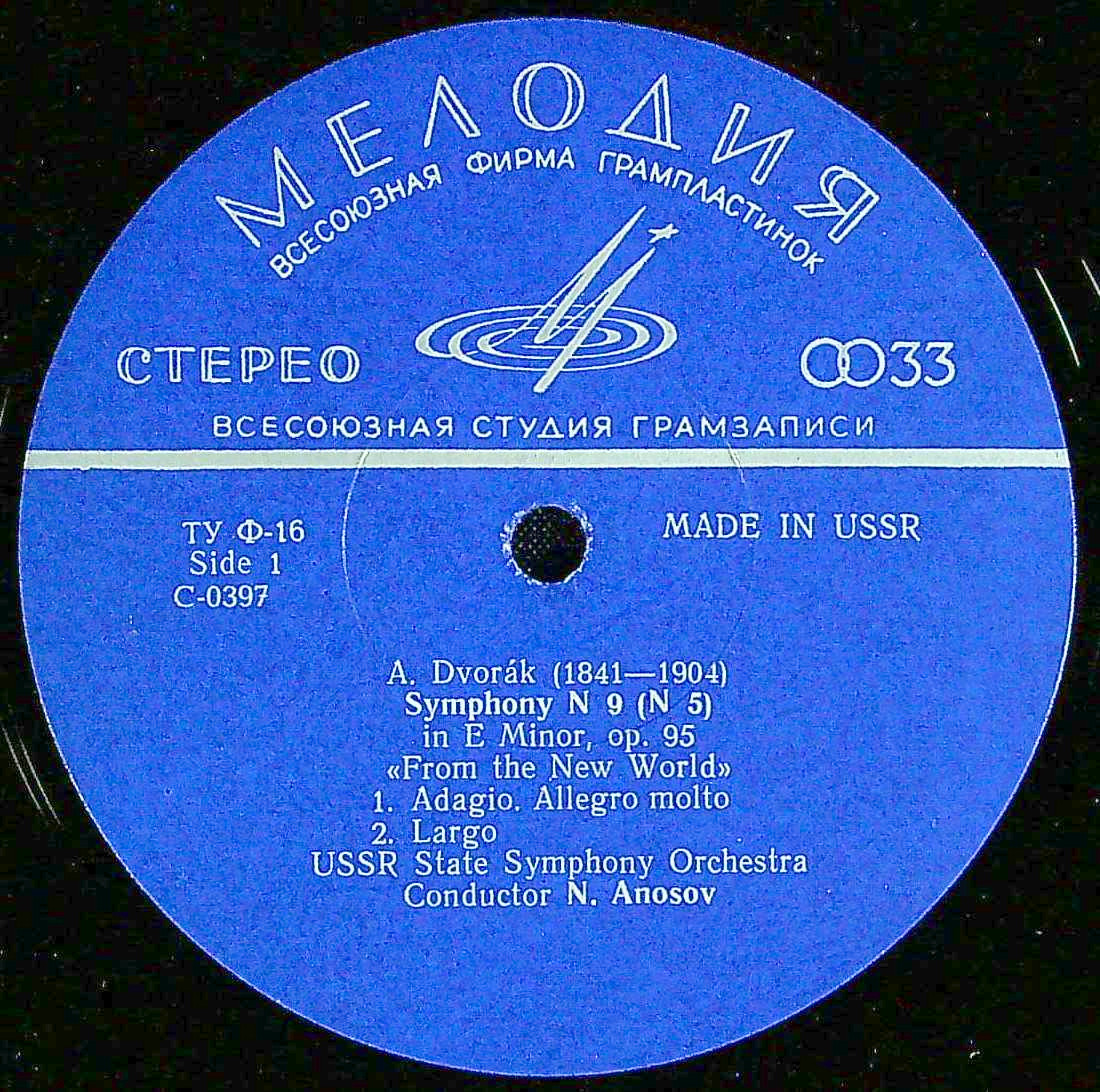 МЕЛОДИЯ
ВСЕСОЮЗНАЯ ФИРМА ГРАМПЛАСТИНОК
СТЕРЕО
33
ВСЕСОЮЗНАЯ СТУДИЯ ГРАМЗАПИСИ
ТУ Ф-16
Side 1
С-0397
MADE IN USSR
A. Dvorák (1841—1904)
Symphony N 9 (N 5)
in E Minor, op. 95
«From the New World»
1. Adagio. Allegro molto
2. Largo
USSR State Symphony Orchestra
Conductor N. Anosov